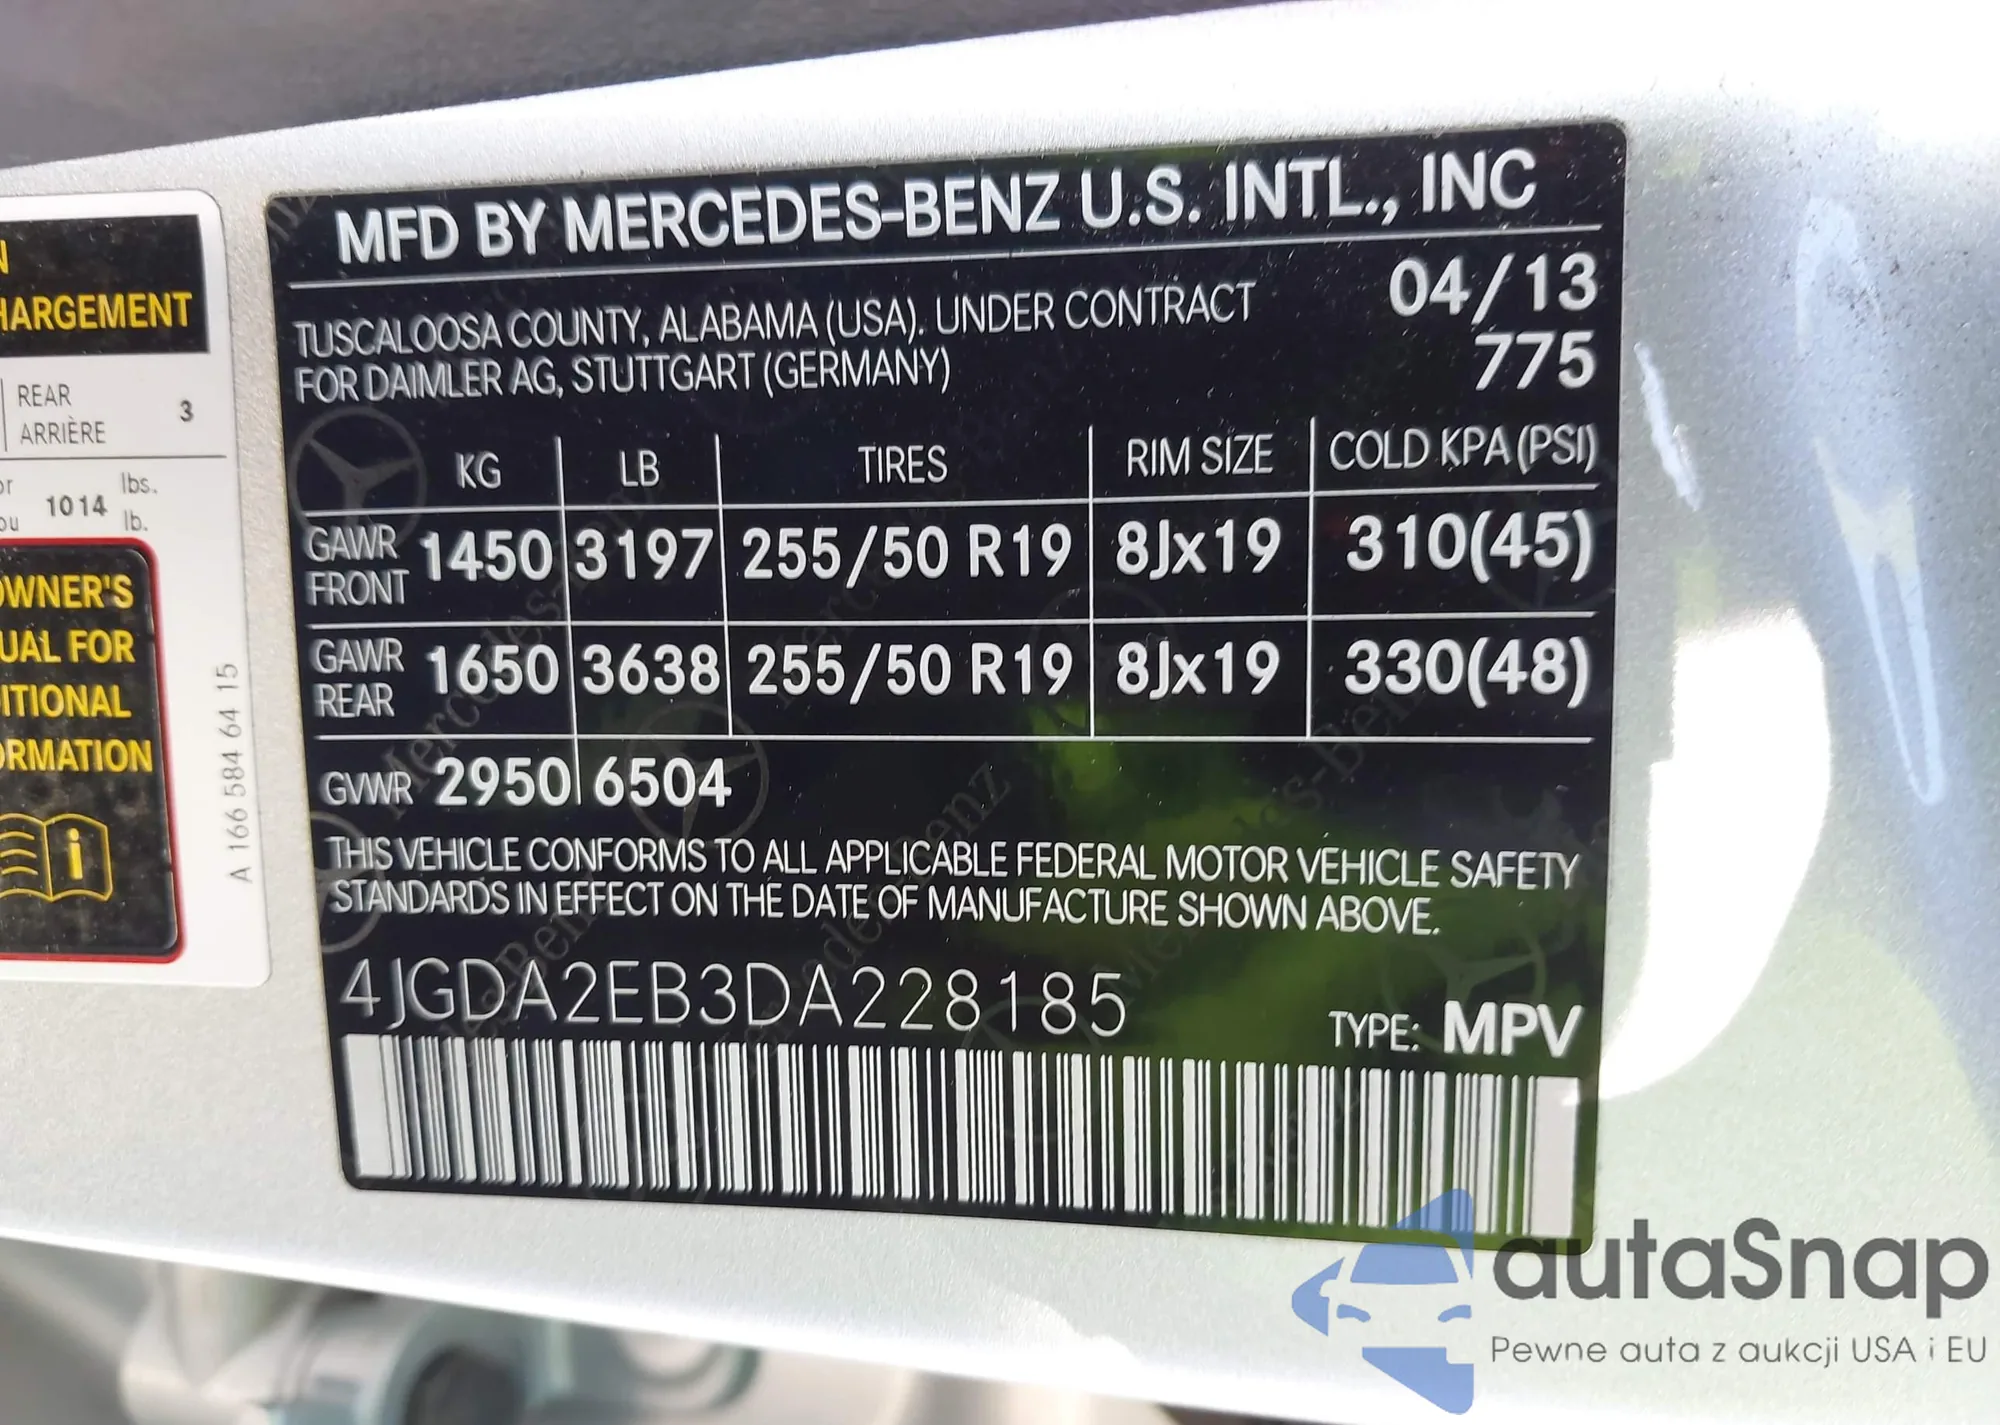 MFD BY MERCEDES-BENZ U.S. INTL., INC
TUSCALOOSA COUNTY, ALABAMA (USA). UNDER CONTRACT
FOR DAIMLER AG, STUTTGART (GERMANY)
04/13
775
KG LB TIRES RIM SIZE COLD KPA (PSI)
GAWR FRONT 1450 3197 255/50 R19 8Jx19 310(45)
GAWR REAR 1650 3638 255/50 R19 8Jx19 330(48)
GVWR 2950 6504
THIS VEHICLE CONFORMS TO ALL APPLICABLE FEDERAL MOTOR VEHICLE SAFETY
STANDARDS IN EFFECT ON THE DATE OF MANUFACTURE SHOWN ABOVE.
4JGDA2EB3DA228185
TYPE: MPV
HARGEMENT
REAR
ARRIÈRE
3
1014
lbs.
lb.
OWNER'S
UAL FOR
ITIONAL
ORMATION
A 166 584 64 15
autaSnap
Pewne auta z aukcji USA i EU